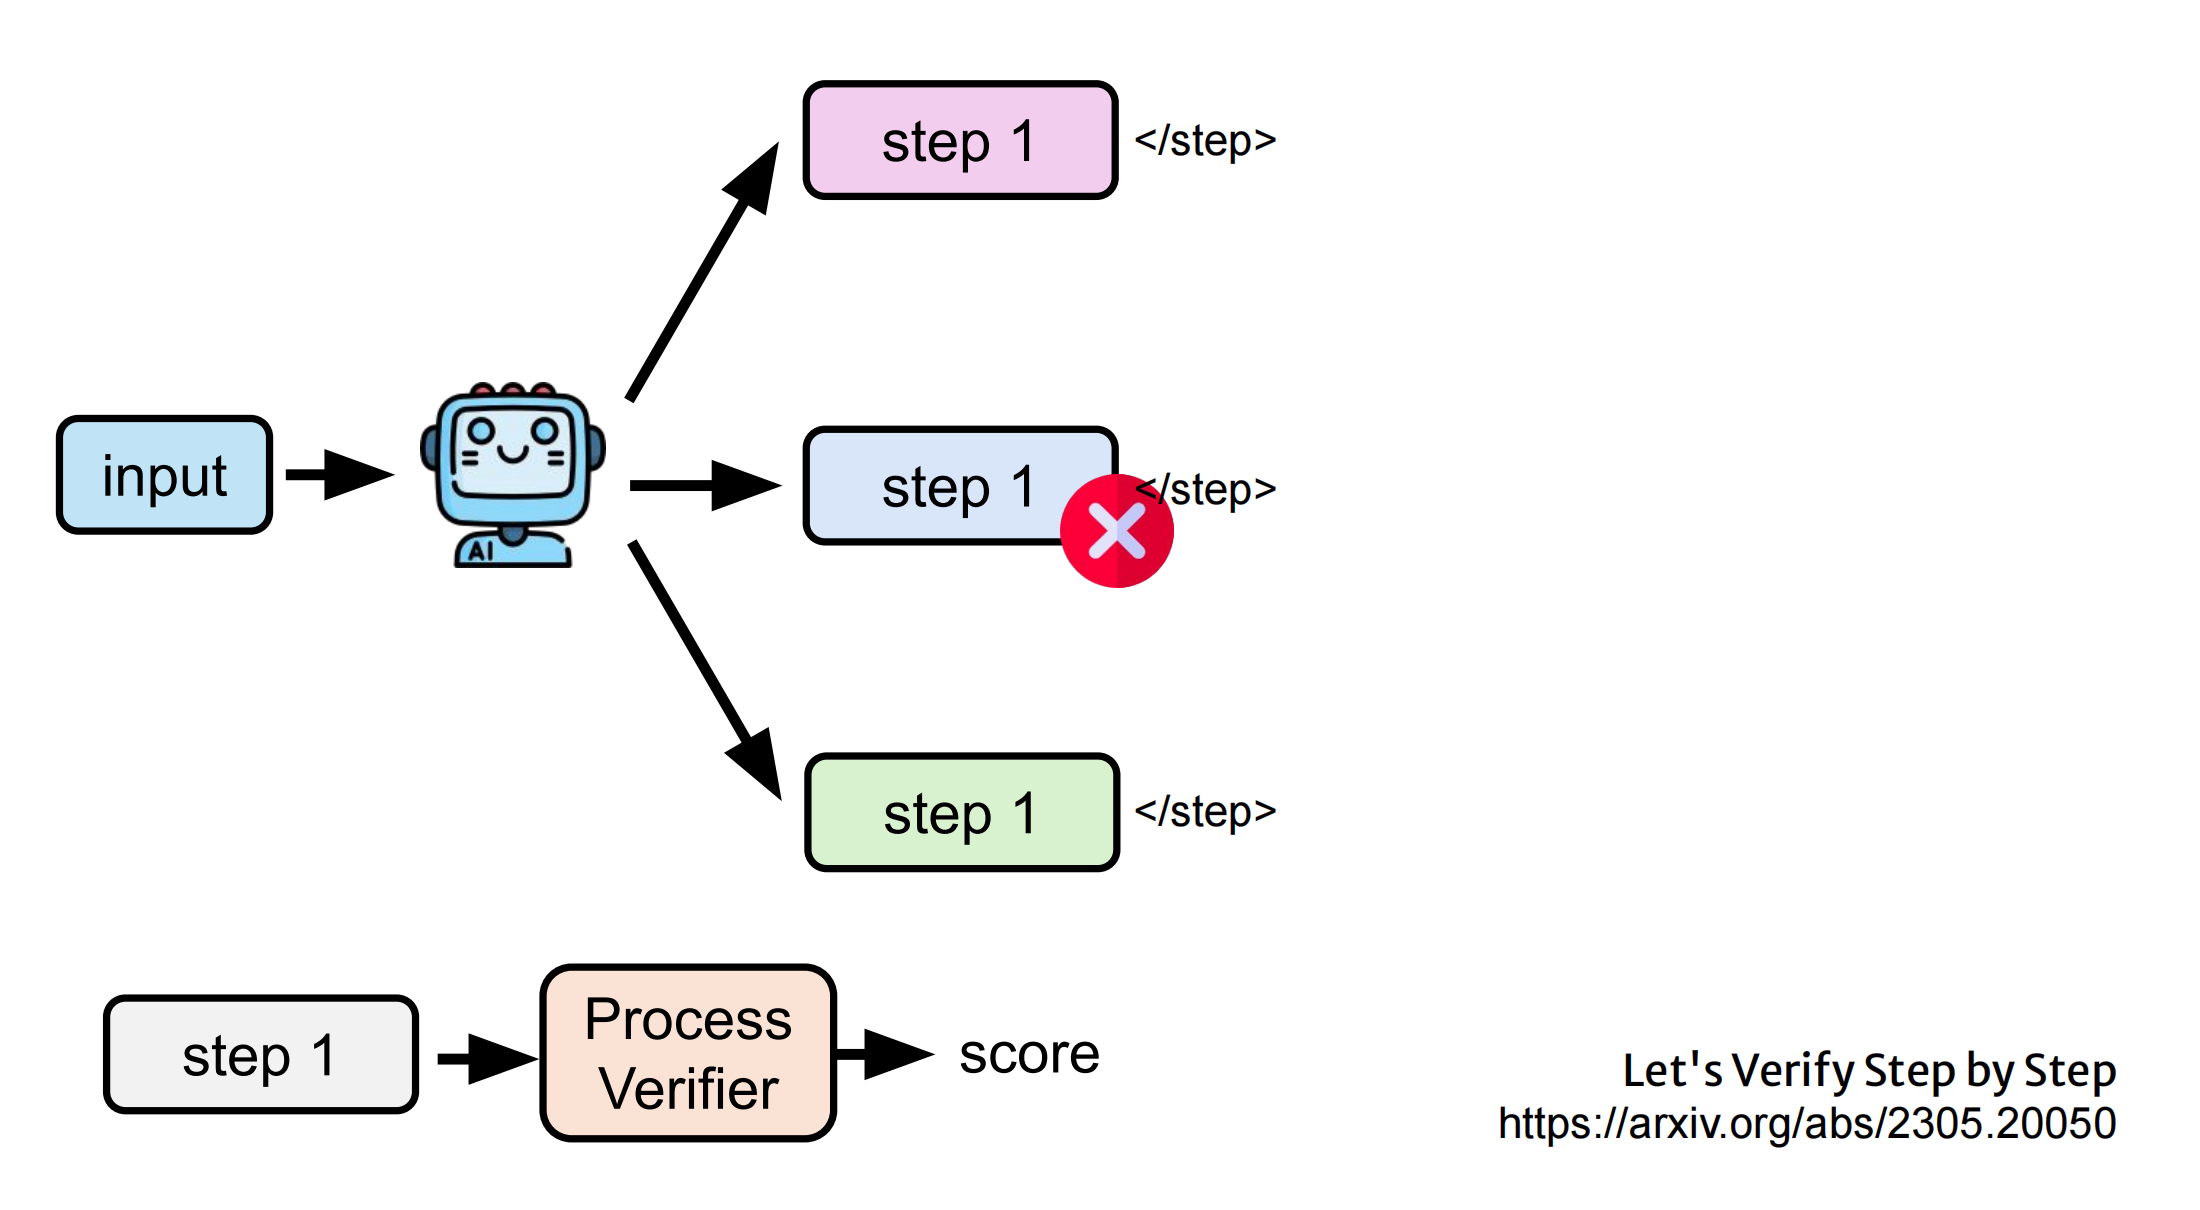 step 1 </step>
input
AI
step 1 </step>
step 1 </step>
step 1
Process
Verifier
score
Let's Verify Step by Step
https://arxiv.org/abs/2305.20050